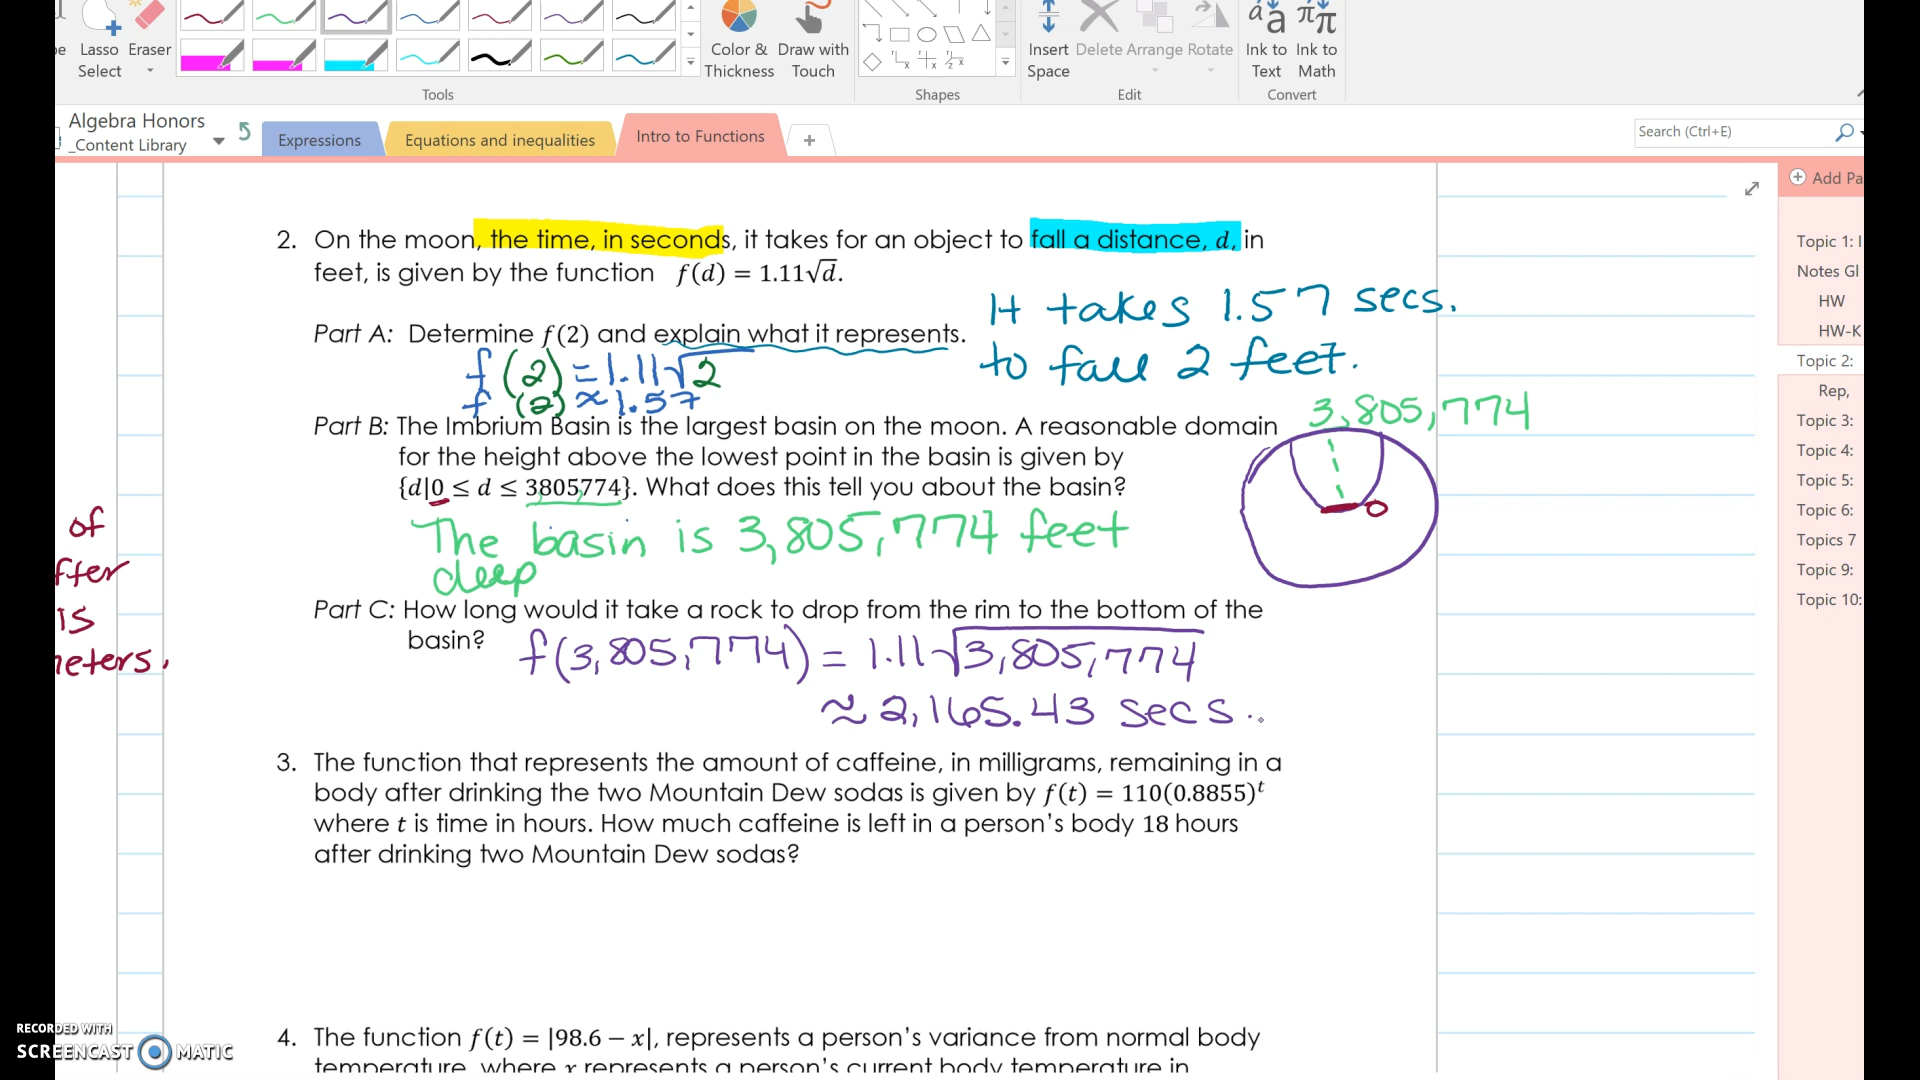 Lasso
Select
Eraser
Color &
Thickness
Draw with
Touch
Insert
Space
Delete
Arrange
Rotate
Ink to
Text
Ink to
Math
Tools
Shapes
Edit
Convert
Algebra Honors
_Content Library
Expressions
Equations and inequalities
Intro to Functions
+
Search (Ctrl+E)
Add Pa
Topic 1: I
Notes Gl
HW
HW-K
Topic 2:
Rep,
Topic 3:
Topic 4:
Topic 5:
Topic 6:
Topics 7
Topic 9:
Topic 10:
2. On the moon, the time, in seconds, it takes for an object to fall a distance, d, in
feet, is given by the function f(d) = 1.11√d.
It takes 1.57 secs.
to fall 2 feet.
Part A: Determine f(2) and explain what it represents.
f(2) = 1.11√2
f(2) ≈ 1.57
Part B: The Imbrium Basin is the largest basin on the moon. A reasonable domain
for the height above the lowest point in the basin is given by
{d|0 ≤ d ≤ 3805774}. What does this tell you about the basin?
3,805,774
0
The basin is 3,805,774 feet
deep
of
ffer
is
neters.
Part C: How long would it take a rock to drop from the rim to the bottom of the
basin?
f(3,805,774) = 1.11√3,805,774
≈ 2,165.43 secs.
3. The function that represents the amount of caffeine, in milligrams, remaining in a
body after drinking the two Mountain Dew sodas is given by f(t) = 110(0.8855)ᵗ
where t is time in hours. How much caffeine is left in a person's body 18 hours
after drinking two Mountain Dew sodas?
4. The function f(t) = |98.6 − x|, represents a person's variance from normal body
temperature, where x represents a person's current body temperature in
RECORDED WITH
SCREENCAST MATIC